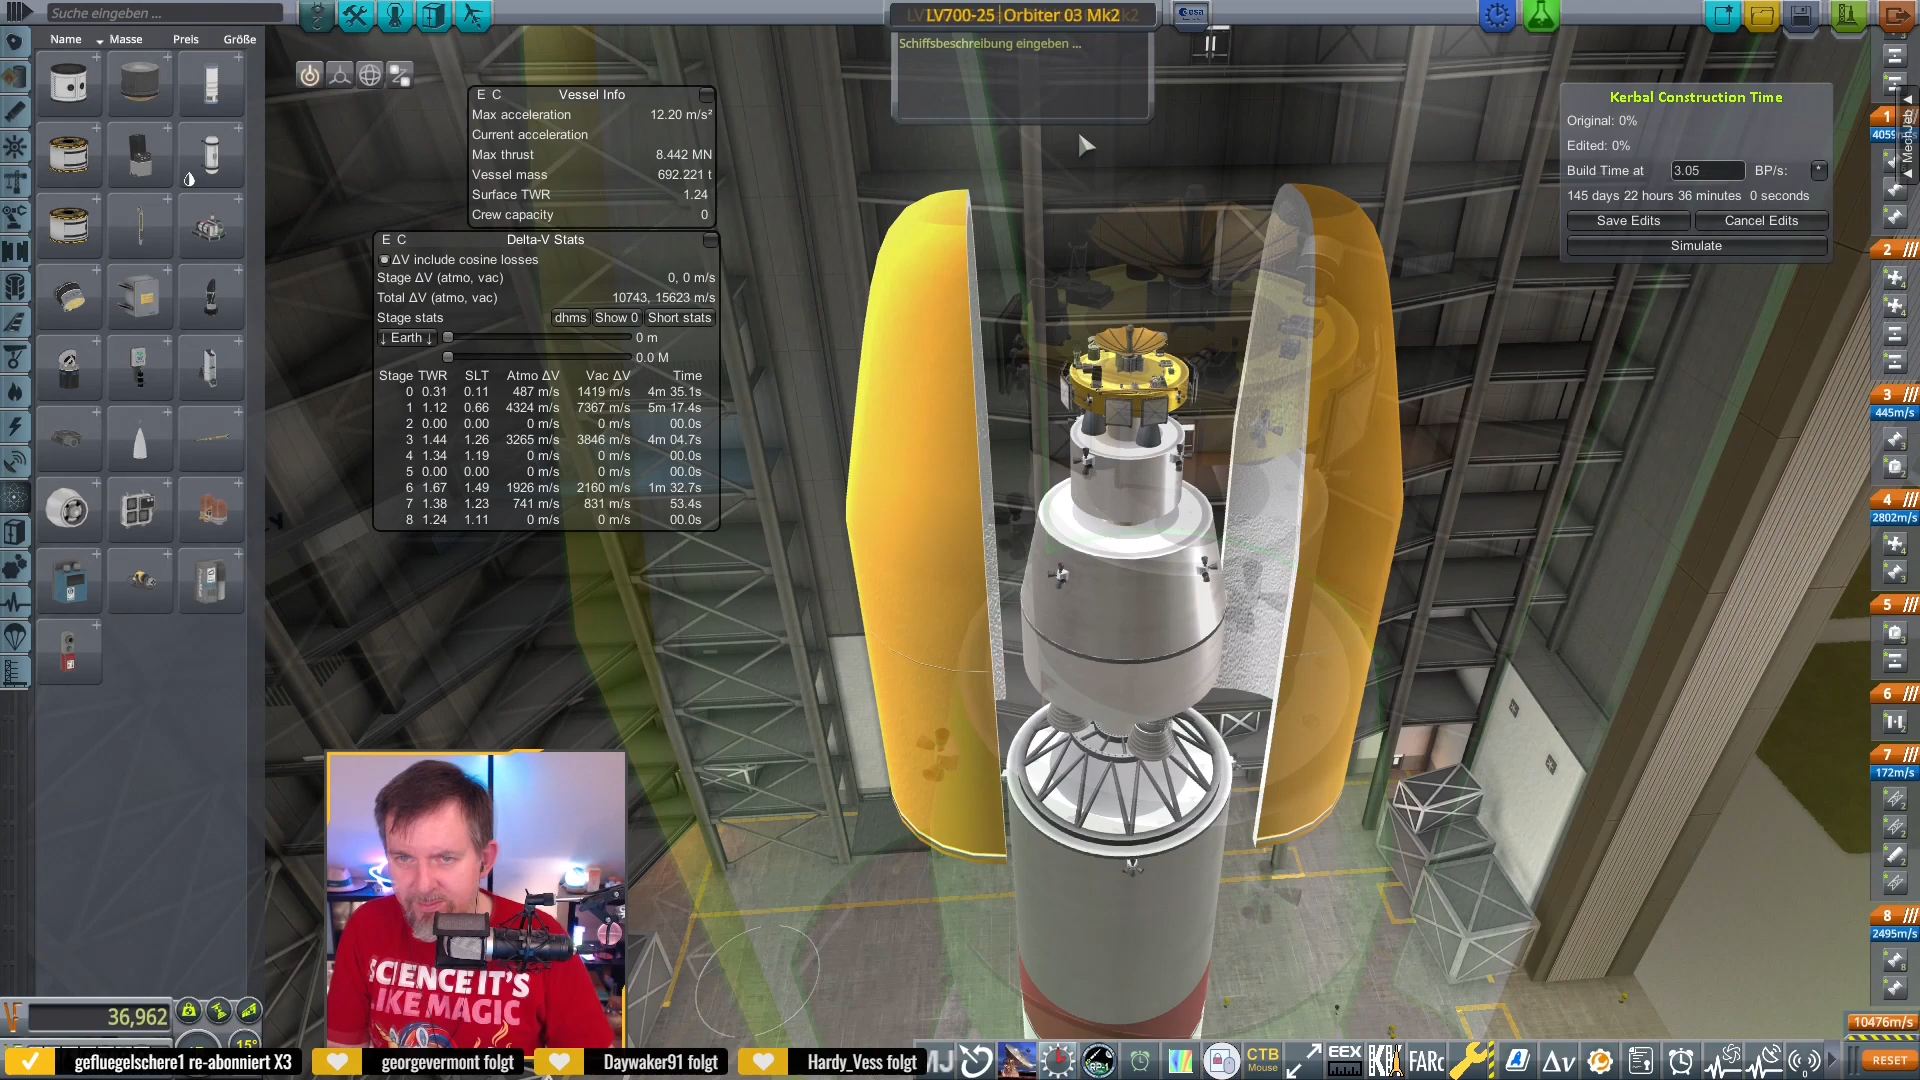 Suche eingeben ...
LV700-25 | Orbiter 03 Mk2
esa
Schiffsbeschreibung eingeben ...
Name Masse Preis Größe
E C Vessel Info
Max acceleration 12.20 m/s²
Current acceleration
Max thrust 8.442 MN
Vessel mass 692.221 t
Surface TWR 1.24
Crew capacity 0
E C Delta-V Stats
ΔV include cosine losses
Stage ΔV (atmo, vac) 0, 0 m/s
Total ΔV (atmo, vac) 10743, 15623 m/s
Stage stats dhms Show 0 Short stats
↓ Earth ↓ 0 m
0.0 M
Stage TWR SLT Atmo ΔV Vac ΔV Time
0 0.31 0.11 487 m/s 1419 m/s 4m 35.1s
1 1.12 0.66 4324 m/s 7367 m/s 5m 17.4s
2 0.00 0.00 0 m/s 0 m/s 00.0s
3 1.44 1.26 3265 m/s 3846 m/s 4m 04.7s
4 1.34 1.19 0 m/s 0 m/s 00.0s
5 0.00 0.00 0 m/s 0 m/s 00.0s
6 1.67 1.49 1926 m/s 2160 m/s 1m 32.7s
7 1.38 1.23 741 m/s 831 m/s 53.4s
8 1.24 1.11 0 m/s 0 m/s 00.0s
Kerbal Construction Time
Original: 0%
Edited: 0%
Build Time at 3.05 BP/s: *
145 days 22 hours 36 minutes 0 seconds
Save Edits Cancel Edits
Simulate
MechJeb
1
4059
2
3
445m/s
4
2802m/s
5
6
7
172m/s
8
2495m/s
10476m/s
RESET
SCIENCE IT'S
LIKE MAGIC
36,962
15°
gefluegelschere1 re-abonniert X3
georgevermont folgt
Daywaker91 folgt
Hardy_Vess folgt
MJ
RP-1
CTB
Mouse
EEX
KK
FARc
Δv